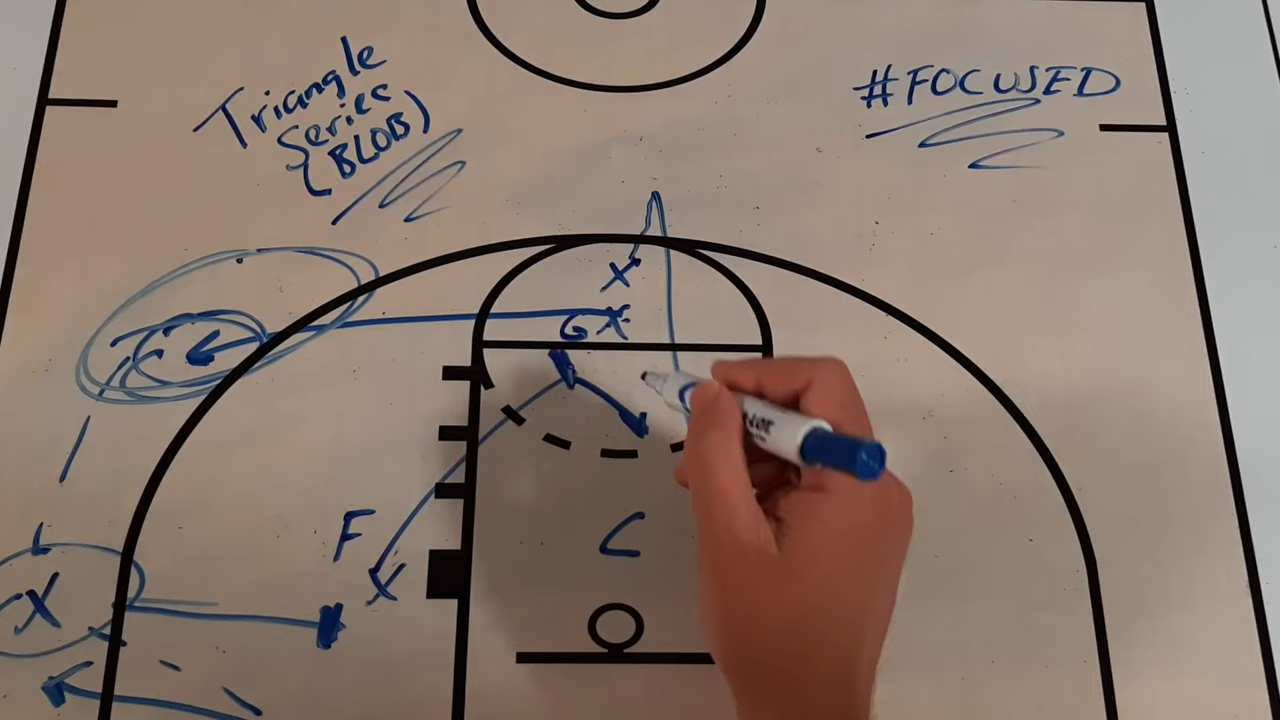 Triangle
Series
(BLOB)
#FOCUSED
X
G X
F
C
X
X